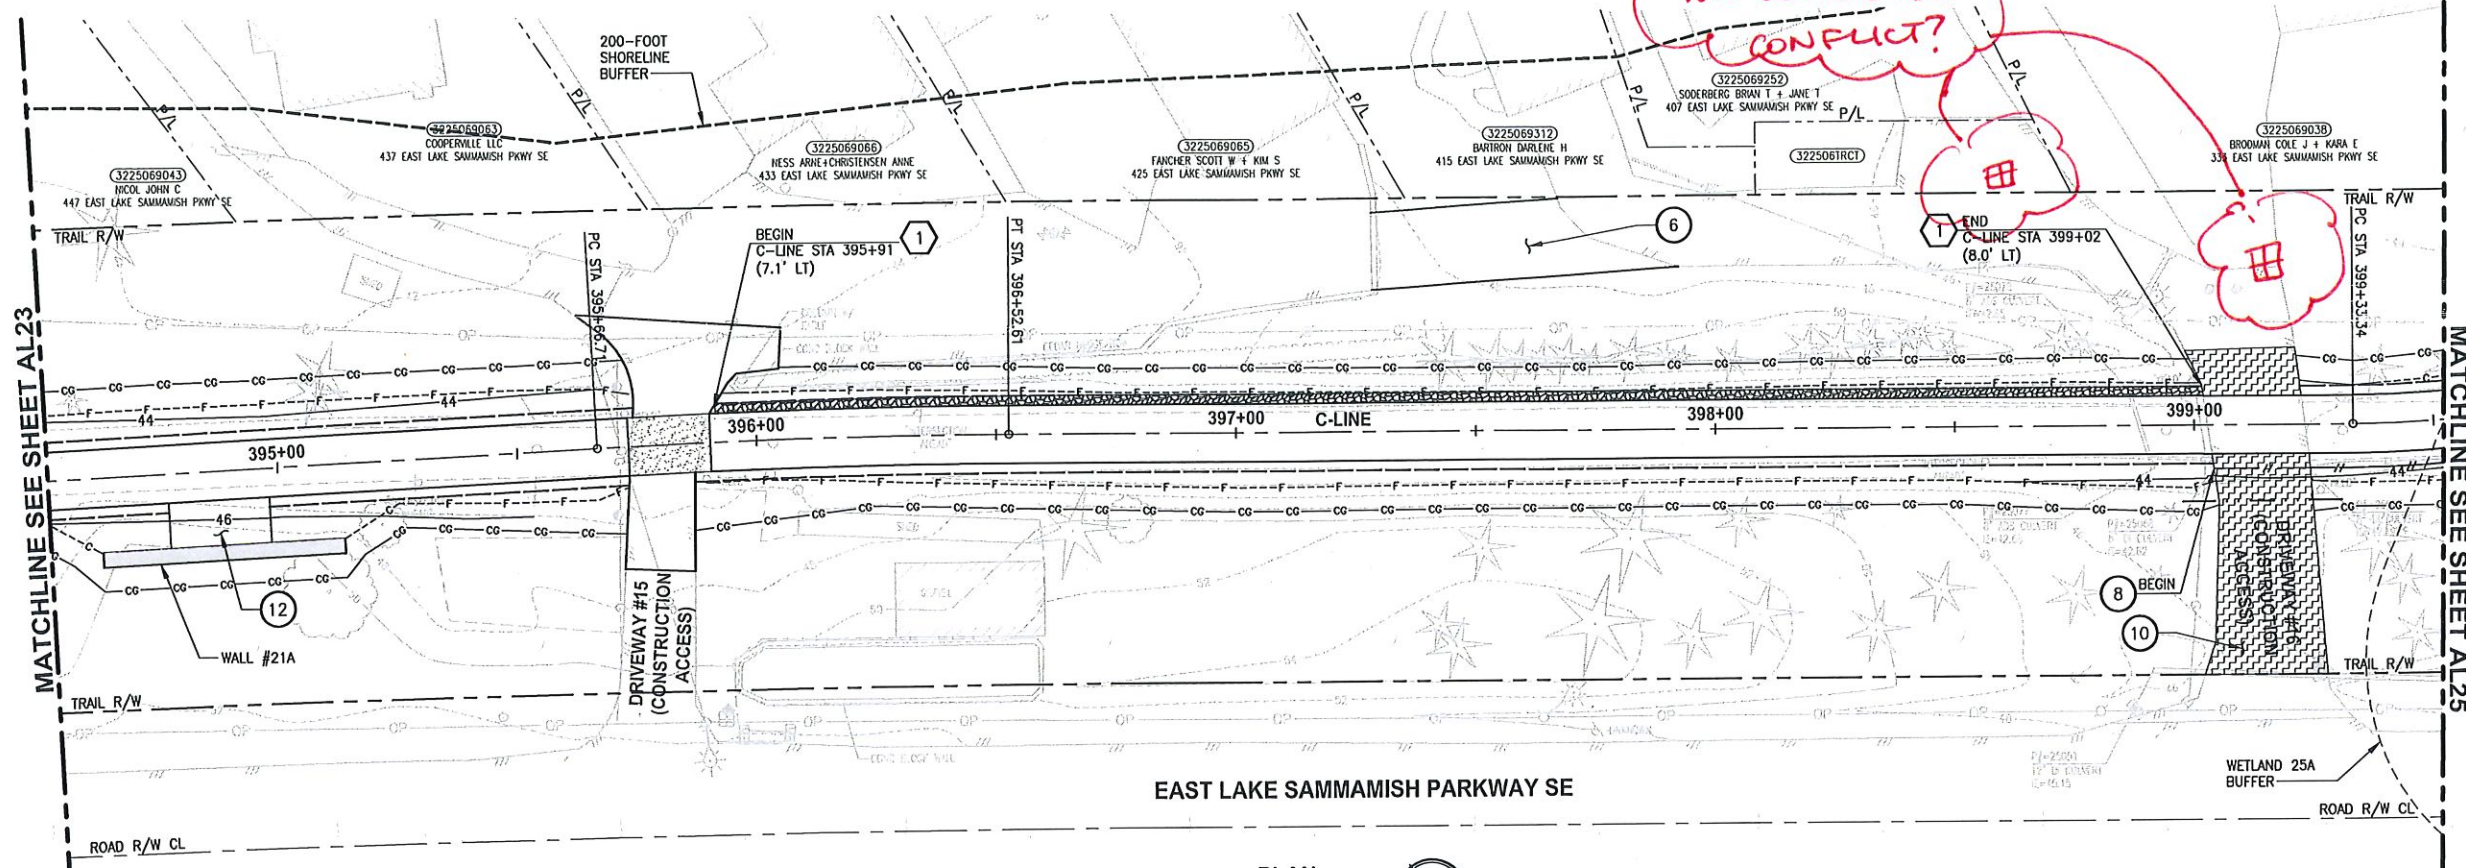 CONFLICT?
200-FOOT
SHORELINE
BUFFER
P/L
P/L
P/L
P/L
P/L
P/L
P/L
3225069043
NICOL JOHN C
447 EAST LAKE SAMMAMISH PKWY SE
3225069063
COOPERVILLE LLC
437 EAST LAKE SAMMAMISH PKWY SE
3225069066
NESS ARNE+CHRISTENSEN ANNE
433 EAST LAKE SAMMAMISH PKWY SE
3225069065
FANCHER SCOTT W + KIM S
425 EAST LAKE SAMMAMISH PKWY SE
3225069312
BARTRON DARLENE H
415 EAST LAKE SAMMAMISH PKWY SE
3225069252
SODERBERG BRIAN T + JANE T
407 EAST LAKE SAMMAMISH PKWY SE
322506TRCT
3225069038
BRODMAN COLE J + KARA E
333 EAST LAKE SAMMAMISH PKWY SE
TRAIL R/W
TRAIL R/W
PC STA 395+66.71
BEGIN
C-LINE STA 395+91
(7.1' LT)
1
PT STA 396+52.61
6
1
END
C-LINE STA 399+02
(8.0' LT)
PC STA 399+33.34
SHED
MATCHLINE SEE SHEET AL23
MATCHLINE SEE SHEET AL25
44
44
395+00
396+00
397+00
C-LINE
398+00
399+00
44
44
46
12
WALL #21A
DRIVEWAY #15
(CONSTRUCTION
ACCESS)
SHED
DRIVEWAY #16
(CONSTRUCTION
ACCESS)
8
BEGIN
10
TRAIL R/W
TRAIL R/W
EAST LAKE SAMMAMISH PARKWAY SE
WETLAND 25A
BUFFER
ROAD R/W CL
ROAD R/W CL